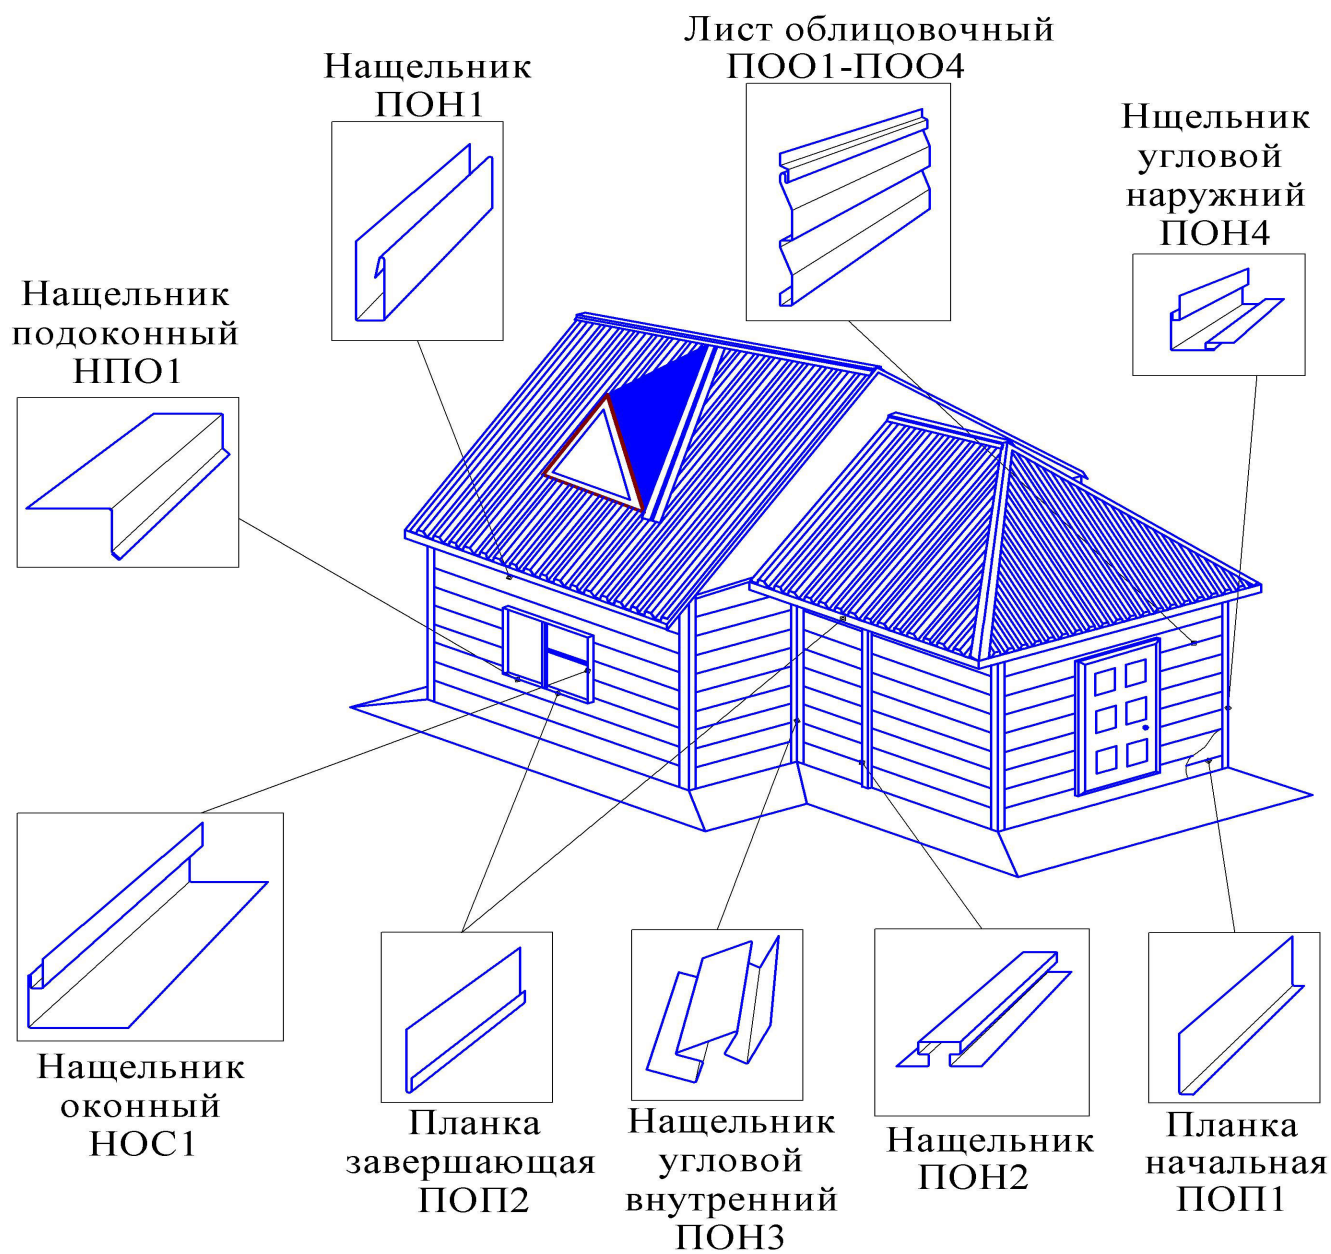 Лист облицовочный
ПОО1-ПОО4
Нащельник
ПОН1
Нщельник
угловой
наружний
ПОН4
Нащельник
подоконный
НПО1
Нащельник
оконный
НОС1
Планка
завершающая
ПОП2
Нащельник
угловой
внутренний
ПОН3
Нащельник
ПОН2
Планка
начальная
ПОП1